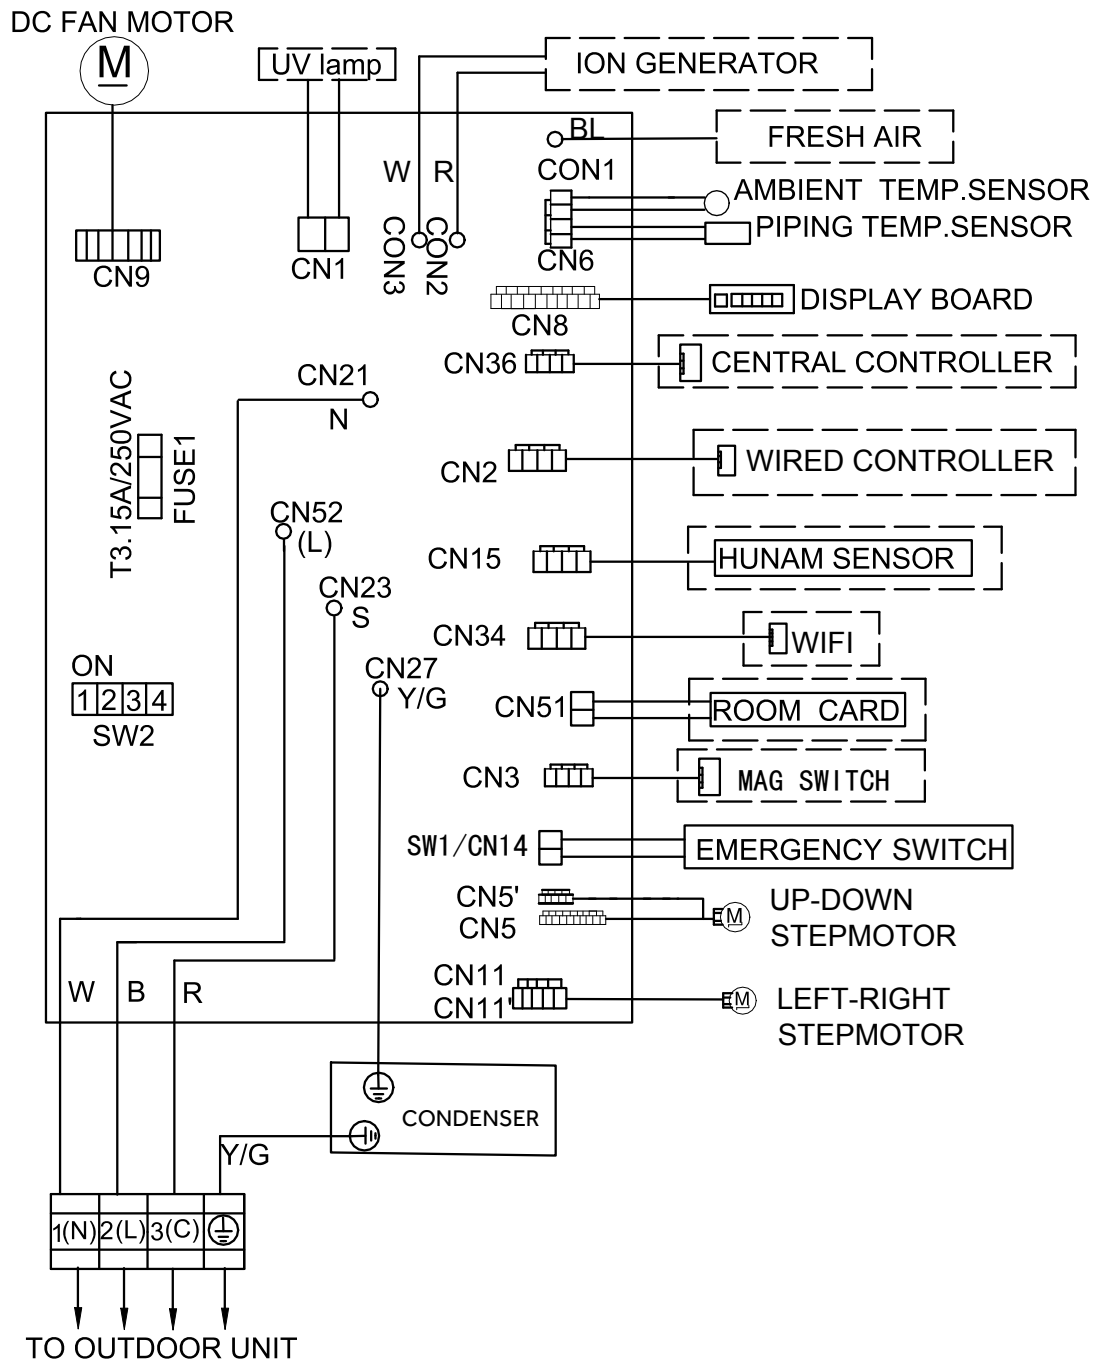 DC FAN MOTOR
M
UV lamp
ION GENERATOR
BL
FRESH AIR
W
R
CON1
AMBIENT TEMP.SENSOR
PIPING TEMP.SENSOR
CN9
CN1
CON3
CON2
CN6
DISPLAY BOARD
CN8
CN36
CENTRAL CONTROLLER
CN21
N
T3.15A/250VAC
FUSE1
CN2
WIRED CONTROLLER
CN52
(L)
CN15
HUNAM SENSOR
CN23
S
CN34
WIFI
ON
1 2 3 4
SW2
CN27
Y/G
CN51
ROOM CARD
CN3
MAG SWITCH
SW1/CN14
EMERGENCY SWITCH
CN5'
CN5
M
UP-DOWN
STEPMOTOR
W
B
R
CN11
CN11'
M
LEFT-RIGHT
STEPMOTOR
CONDENSER
Y/G
1(N) 2(L) 3(C)
TO OUTDOOR UNIT